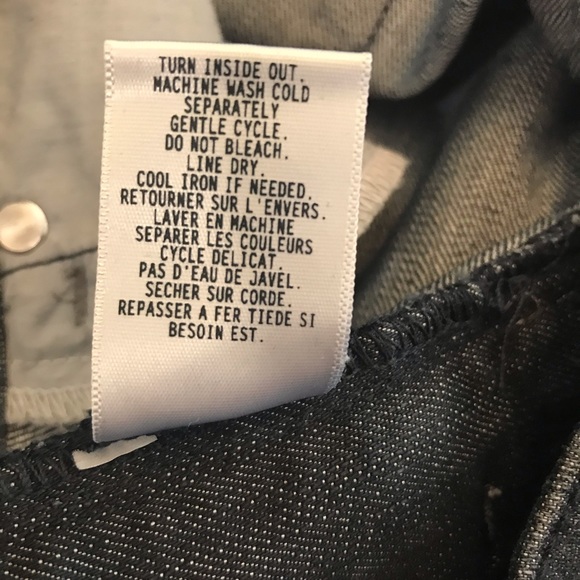 TURN INSIDE OUT.
MACHINE WASH COLD
SEPARATELY
GENTLE CYCLE.
DO NOT BLEACH.
LINE DRY.
COOL IRON IF NEEDED.
RETOURNER SUR L'ENVERS.
LAVER EN MACHINE
SEPARER LES COULEURS
CYCLE DELICAT.
PAS D'EAU DE JAVEL.
SECHER SUR CORDE.
REPASSER A FER TIEDE SI
BESOIN EST.